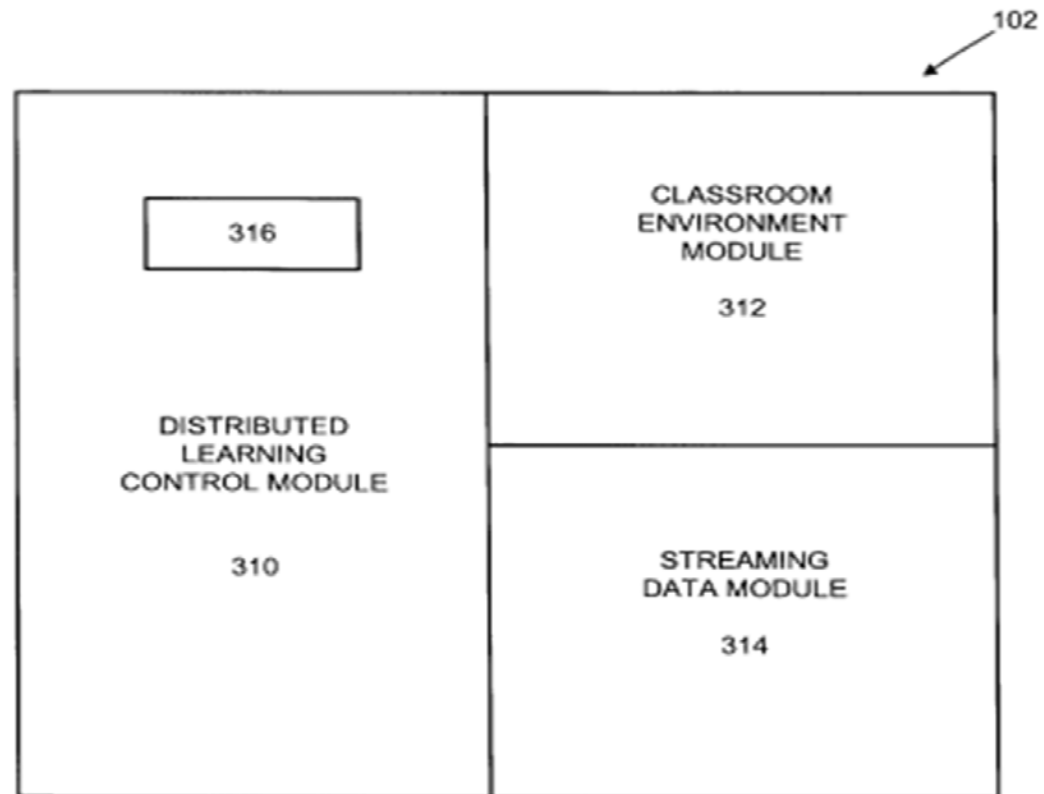 102
316
DISTRIBUTED
LEARNING
CONTROL MODULE
310
CLASSROOM
ENVIRONMENT
MODULE
312
STREAMING
DATA MODULE
314